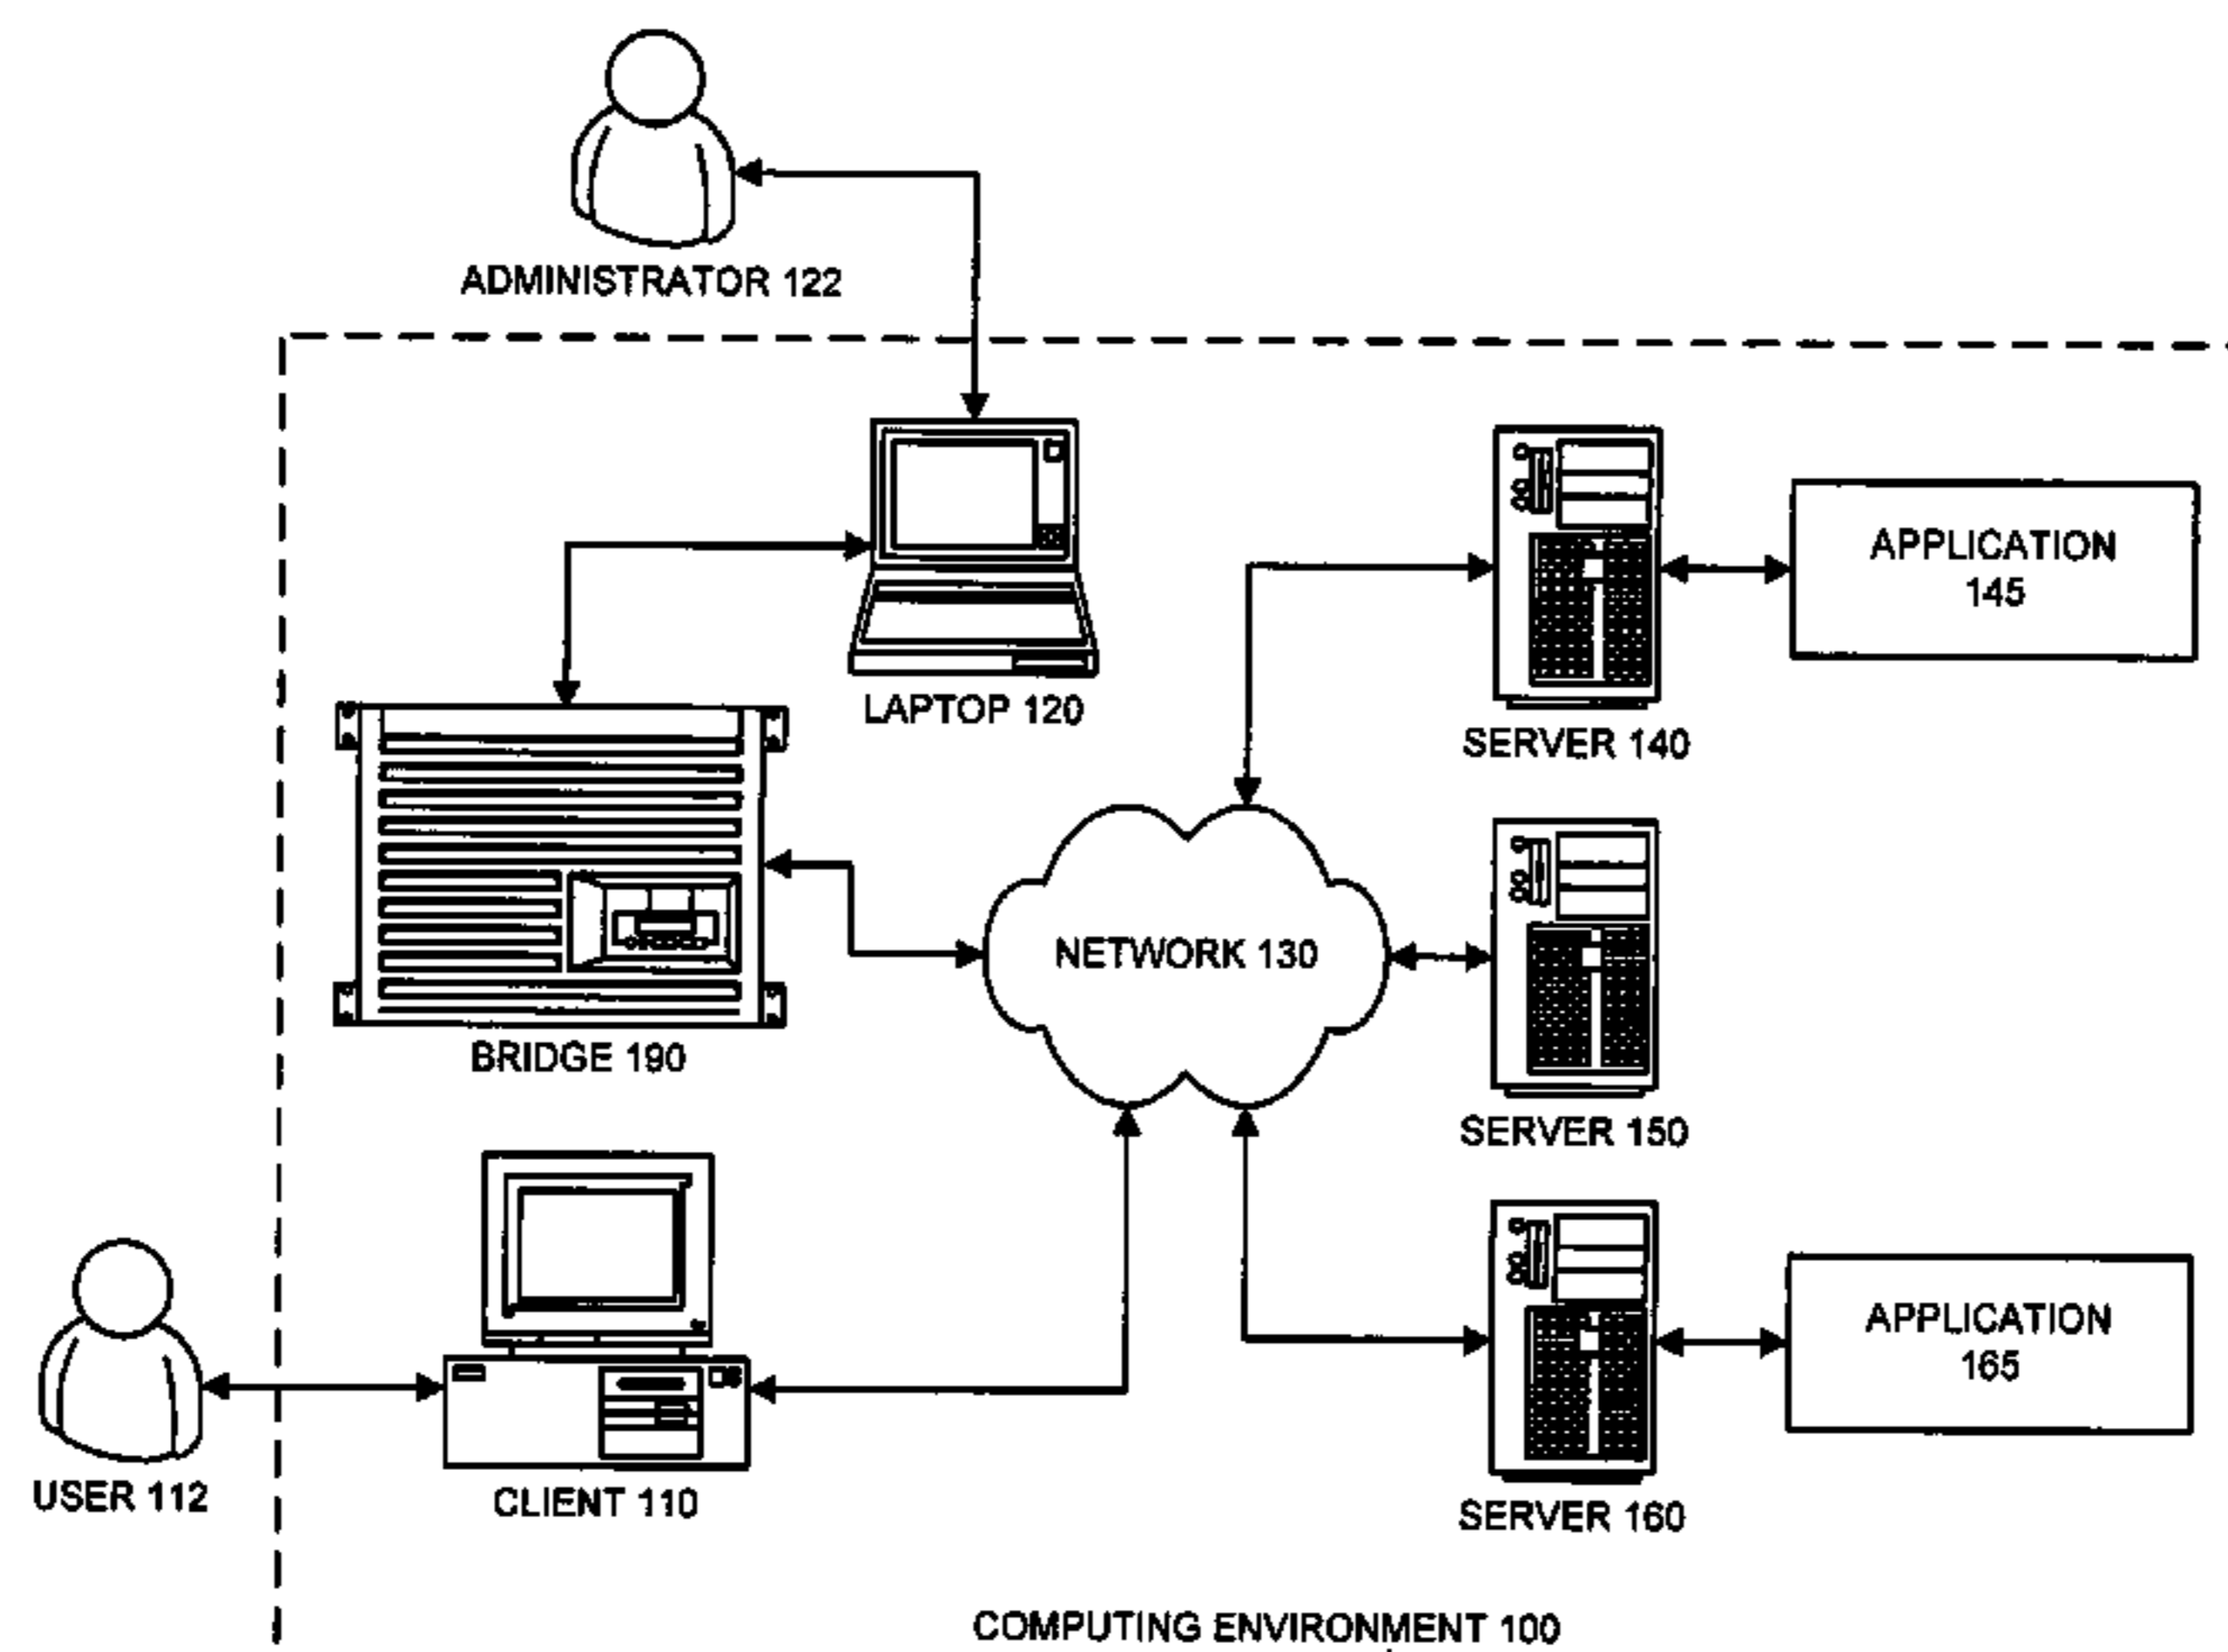 ADMINISTRATOR 122
LAPTOP 120
APPLICATION
145
SERVER 140
NETWORK 130
BRIDGE 190
SERVER 150
APPLICATION
165
USER 112
CLIENT 110
SERVER 160
COMPUTING ENVIRONMENT 100